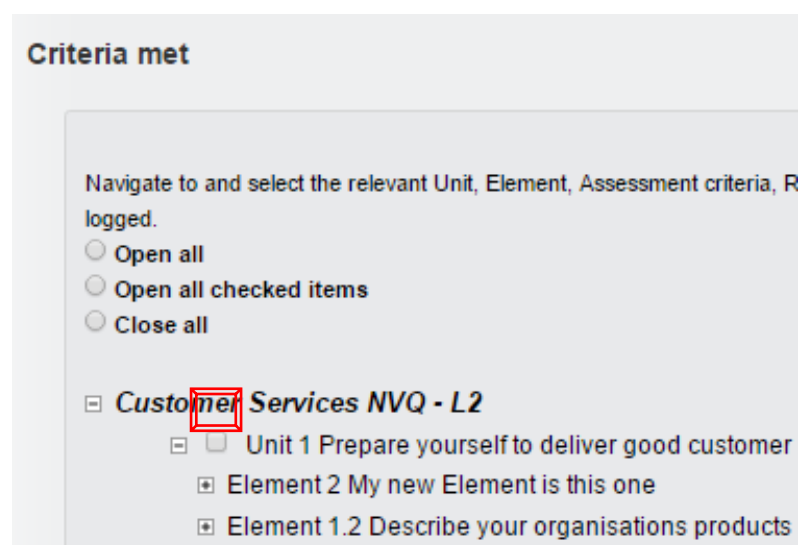 Criteria met
Navigate to and select the relevant Unit, Element, Assessment criteria, R
logged.
Open all
Open all checked items
Close all
Customer Services NVQ - L2
Unit 1 Prepare yourself to deliver good customer
Element 2 My new Element is this one
Element 1.2 Describe your organisations products